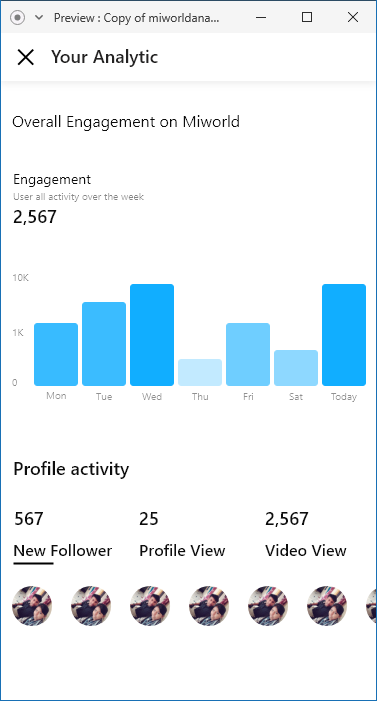 Preview : Copy of miworldana...
Your Analytic
Overall Engagement on Miworld
Engagement
User all activity over the week
2,567
10K
1K
0
Mon Tue Wed Thu Fri Sat Today
Profile activity
567 25 2,567
New Follower Profile View Video View